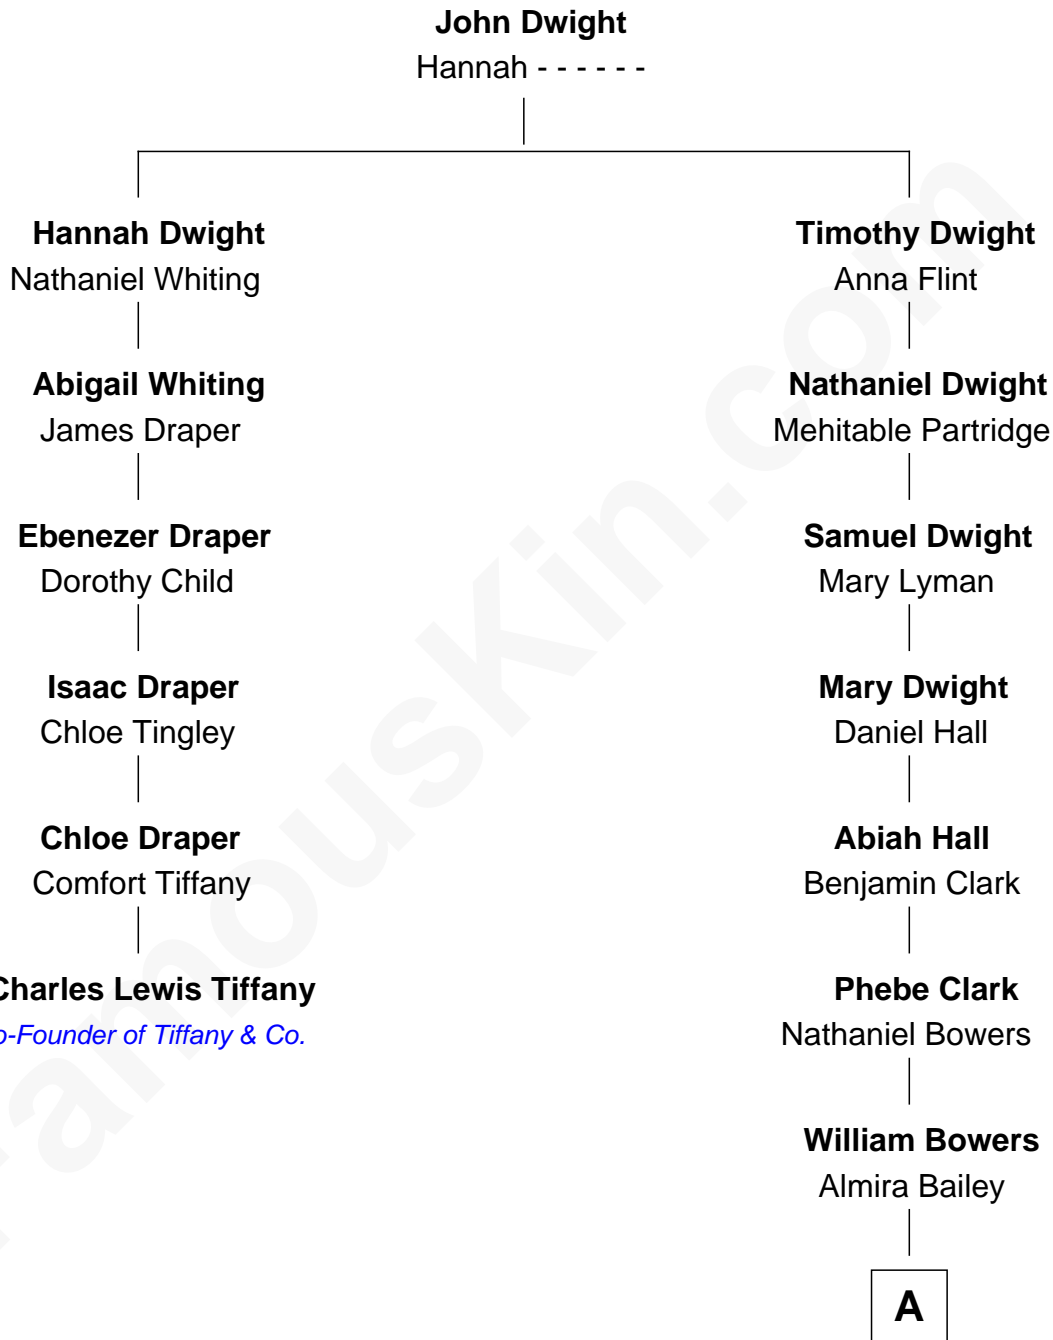 John Dwight
Hannah - - - - - -
Hannah Dwight
Nathaniel Whiting
Timothy Dwight
Anna Flint
Abigail Whiting
James Draper
Nathaniel Dwight
Mehitable Partridge
Ebenezer Draper
Dorothy Child
Samuel Dwight
Mary Lyman
Isaac Draper
Chloe Tingley
Mary Dwight
Daniel Hall
Chloe Draper
Comfort Tiffany
Abiah Hall
Benjamin Clark
Charles Lewis Tiffany
o-Founder of Tiffany & Co.
Phebe Clark
Nathaniel Bowers
William Bowers
Almira Bailey
A
FamousKin.com